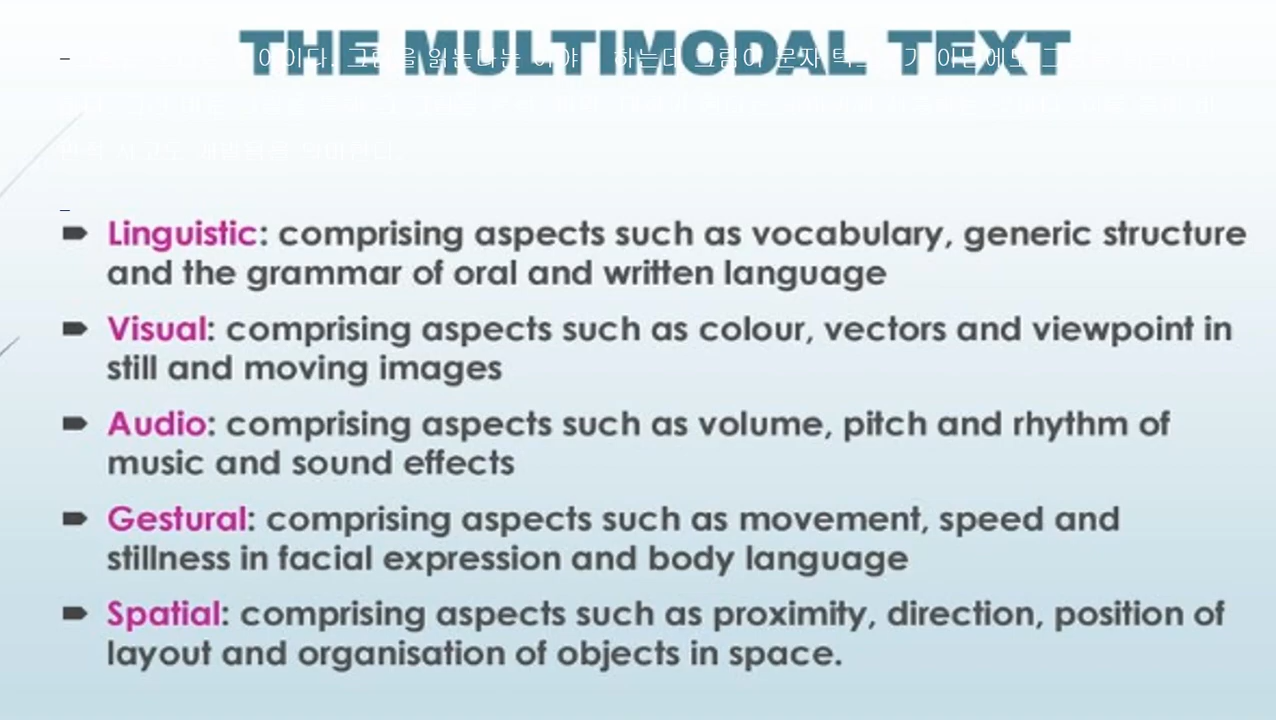 THE MULTIMODAL TEXT
Linguistic: comprising aspects such as vocabulary, generic structure
and the grammar of oral and written language
Visual: comprising aspects such as colour, vectors and viewpoint in
still and moving images
Audio: comprising aspects such as volume, pitch and rhythm of
music and sound effects
Gestural: comprising aspects such as movement, speed and
stillness in facial expression and body language
Spatial: comprising aspects such as proximity, direction, position of
layout and organisation of objects in space.